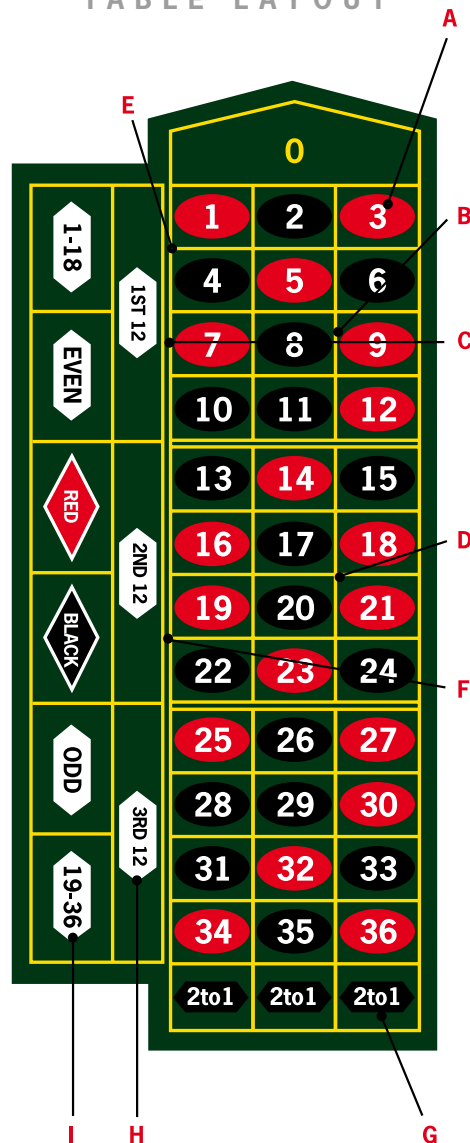 TABLE LAYOUT
A
E
0
1-18
1ST 12
1 2 3
B
4 5 6
EVEN
7 8 9
C
10 11 12
RED
2ND 12
13 14 15
16 17 18
D
BLACK
19 20 21
22 23 24
F
ODD
3RD 12
25 26 27
28 29 30
19-36
31 32 33
34 35 36
2to1 2to1 2to1
I H G